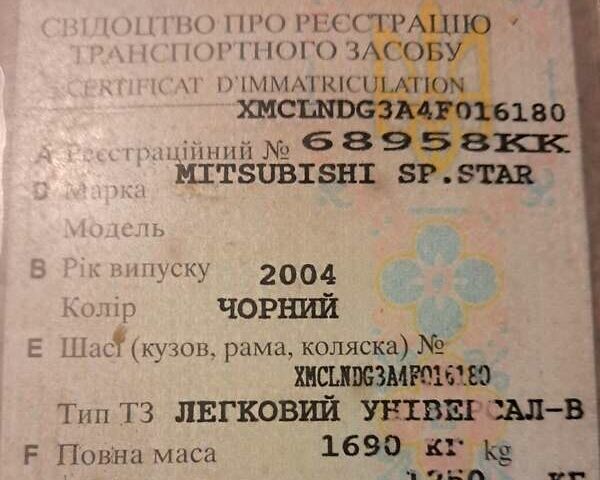 СВІДОЦТВО ПРО РЕЄСТРАЦІЮ
ТРАНСПОРТНОГО ЗАСОБУ
CERTIFICAT D'IMMATRICULATION
XMCLNDG3A4F016180
A Реєстраційний № 68958KK
D Марка MITSUBISHI SP.STAR
Модель
B Рік випуску 2004
Колір ЧОРНИЙ
E Шасі (кузов, рама, коляска) №
XMCLNDG3A4F016180
Тип ТЗ ЛЕГКОВИЙ УНІВЕРСАЛ-В
F Повна маса 1690 кг kg